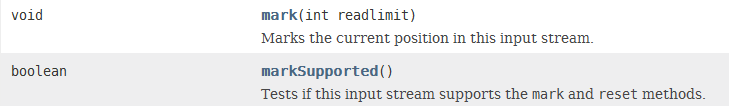 void mark(int readlimit)
Marks the current position in this input stream.
boolean markSupported()
Tests if this input stream supports the mark and reset methods.